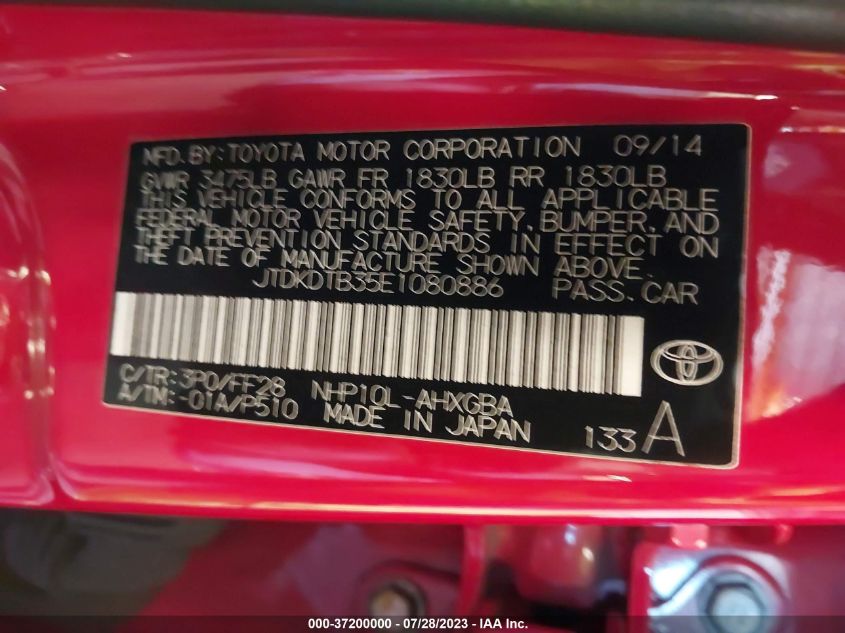 MFD. BY: TOYOTA MOTOR CORPORATION 09/14
GVWR 3475LB GAWR FR 1830LB RR 1830LB
THIS VEHICLE CONFORMS TO ALL APPLICABLE
FEDERAL MOTOR VEHICLE SAFETY, BUMPER, AND
THEFT PREVENTION STANDARDS IN EFFECT ON
THE DATE OF MANUFACTURE SHOWN ABOVE.
JTDKDTB35E1080886 PASS. CAR
C/TR: 3P0/FF28 NHP10L-AHXGBA
A/TM: -01A/P510 MADE IN JAPAN 133A
000-37200000 / 07/28/2023 - IAA Inc.